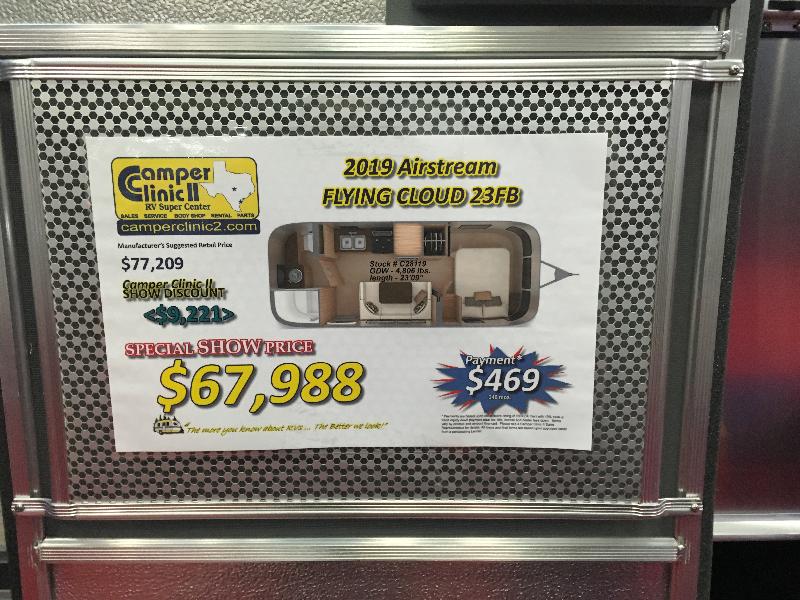 Camper
Clinic II
RV Super Center
SALES SERVICE BODY SHOP RENTAL PARTS
camperclinic2.com
2019 Airstream
FLYING CLOUD 23FB
Manufacturer's Suggested Retail Price
$77,209
Camper Clinic II
SHOW DISCOUNT
<$9,221>
Stock # C28119
GDW - 4,806 lbs.
length - 23'09"
SPECIAL SHOW PRICE
$67,988
Payment*
$469
"The more you know about RVs... The Better we look!"